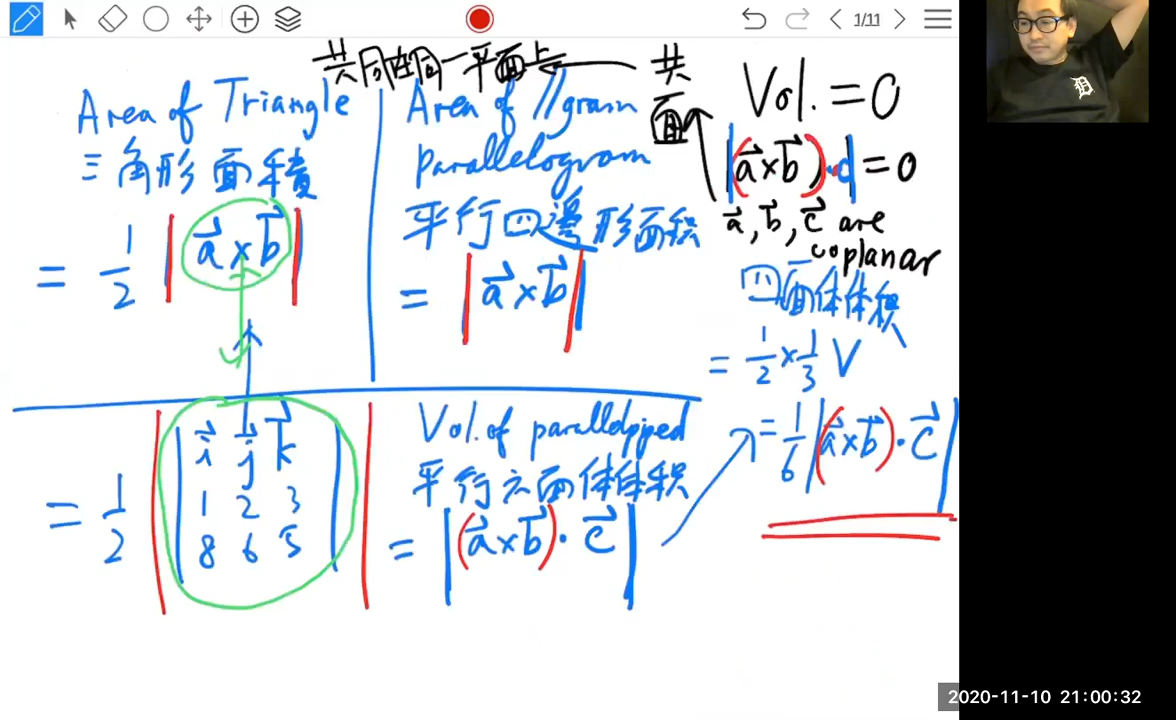 1/11
共同在同一平面上
共
面
Area of Triangle
三角形面積
= 1/2 |a⃗ × b⃗|
= 1/2 ||i⃗ j⃗ k⃗
1 2 3
8 6 5||
Area of //gram
parallelogram
平行四邊形面积
= |a⃗ × b⃗|
Vol. of parallelepiped
平行六面体体积
= |(a⃗ × b⃗) · c⃗|
Vol. = 0
|(a⃗ × b⃗) · c| = 0
a⃗, b⃗, c⃗ are
coplanar
四面体体积
= 1/2 × 1/3 V
= 1/6 |(a⃗ × b⃗) · c⃗|
D
2020-11-10 21:00:32